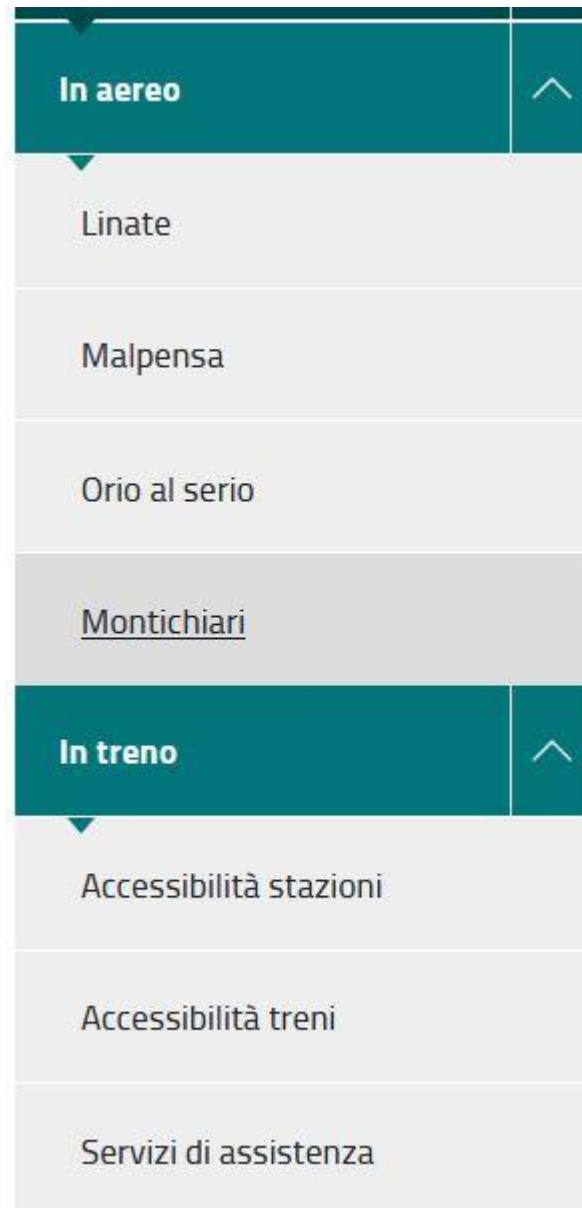 In aereo
Linate
Malpensa
Orio al serio
Montichiari
In treno
Accessibilità stazioni
Accessibilità treni
Servizi di assistenza